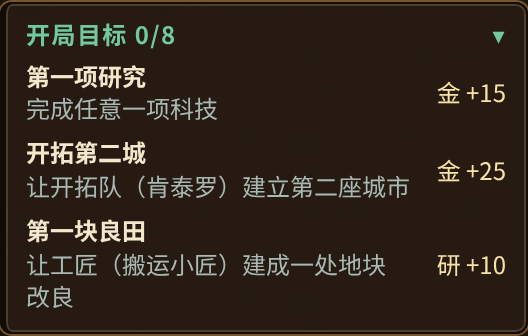 开局目标 0/8 ▼
第一项研究
完成任意一项科技
金 +15
开拓第二城
让开拓队（肯泰罗）建立第二座城市
金 +25
第一块良田
让工匠（搬运小匠）建成一处地块
改良
研 +10